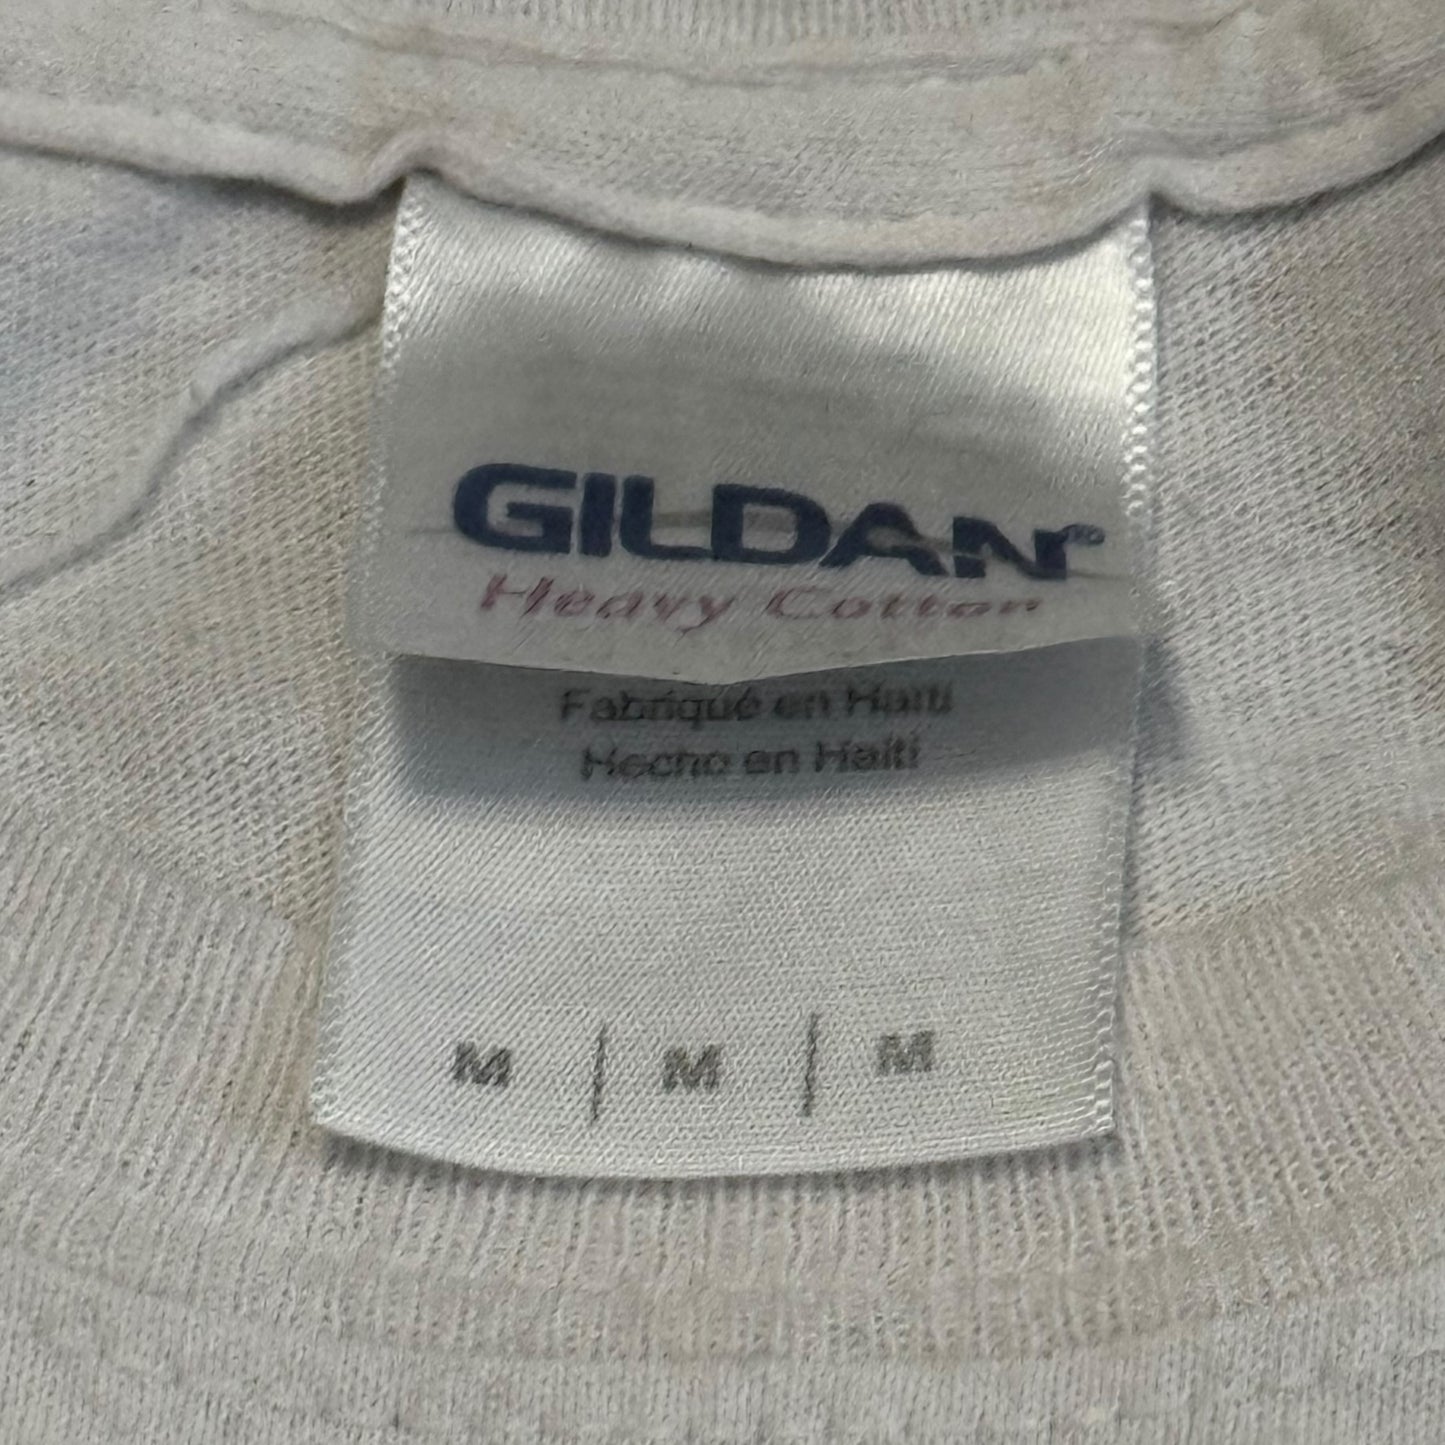 GILDAN
Heavy Cotton
Fabriqué en Haïti
Hecho en Haití
M | M | M